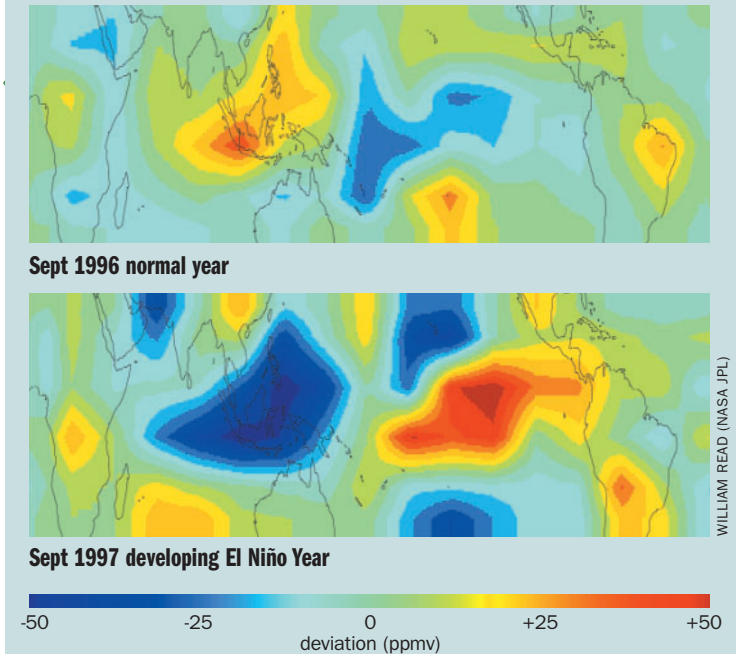 Sept 1996 normal year
Sept 1997 developing El Niño Year
WILLIAM READ (NASA JPL)
-50 -25 0 +25 +50
deviation (ppmv)